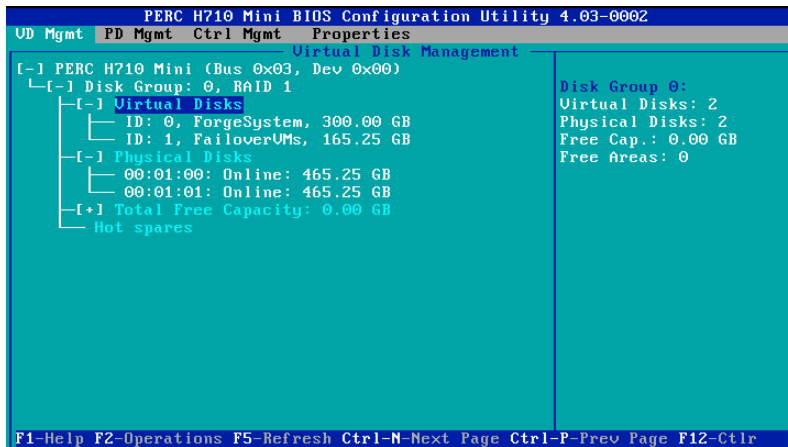 PERC H710 Mini BIOS Configuration Utility 4.03-0002
VD Mgmt PD Mgmt Ctrl Mgmt Properties
Virtual Disk Management
[-] PERC H710 Mini (Bus 0x03, Dev 0x00)
[-] Disk Group: 0, RAID 1
[-] Virtual Disks
ID: 0, ForgeSystem, 300.00 GB
ID: 1, FailoverVMs, 165.25 GB
[-] Physical Disks
00:01:00: Online: 465.25 GB
00:01:01: Online: 465.25 GB
[+] Total Free Capacity: 0.00 GB
Hot spares
Disk Group 0:
Virtual Disks: 2
Physical Disks: 2
Free Cap.: 0.00 GB
Free Areas: 0
F1-Help F2-Operations F5-Refresh Ctrl-N-Next Page Ctrl-P-Prev Page F12-Ctlr